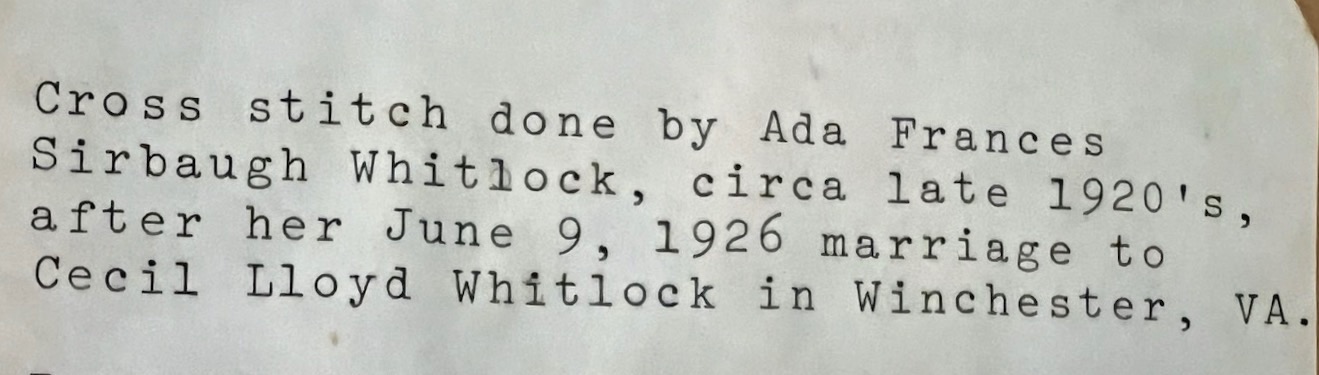 Cross stitch done by Ada Frances
Sirbaugh Whitlock, circa late 1920's,
after her June 9, 1926 marriage to
Cecil Lloyd Whitlock in Winchester, VA.